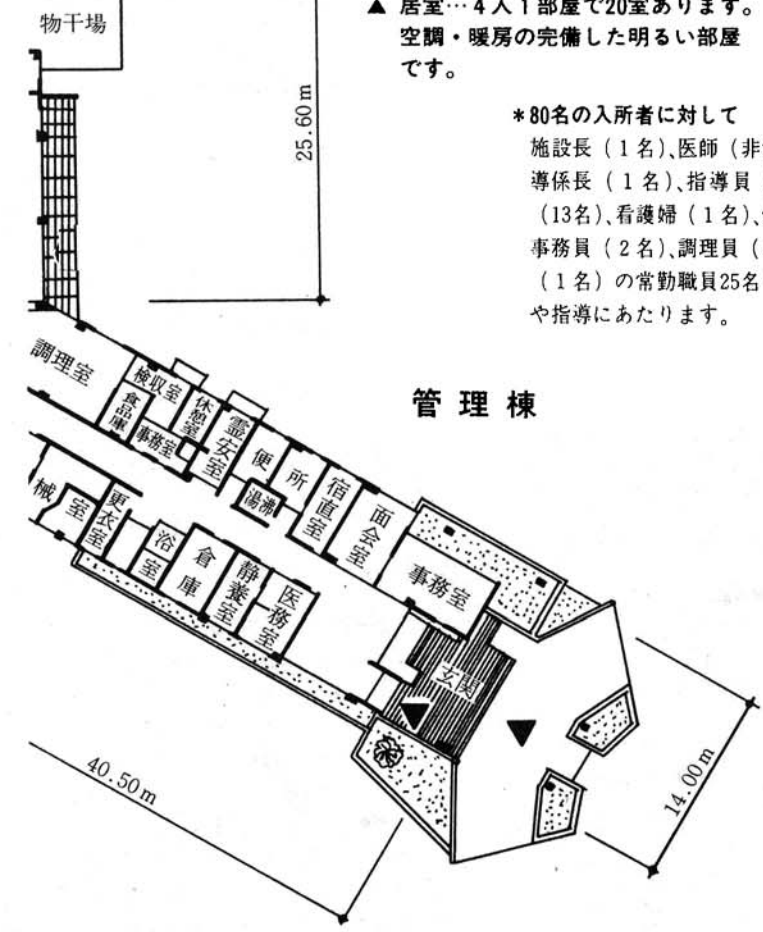 ▲ 居室…4人1部屋で20室あります。
空調・暖房の完備した明るい部屋
です。
*80名の入所者に対して
施設長（1名）、医師（非
導係長（1名）、指導員
（13名）、看護婦（1名）、
事務員（2名）、調理員（
（1名）の常勤職員25名
や指導にあたります。
物干場
25.60m
管理棟
調理室
検収室
食品庫
事務室
休憩室
霊安室
便所
湯沸
宿直室
面会室
事務室
械室
更衣室
浴室
倉庫
静養室
医務室
玄関
40.50m
14.00m